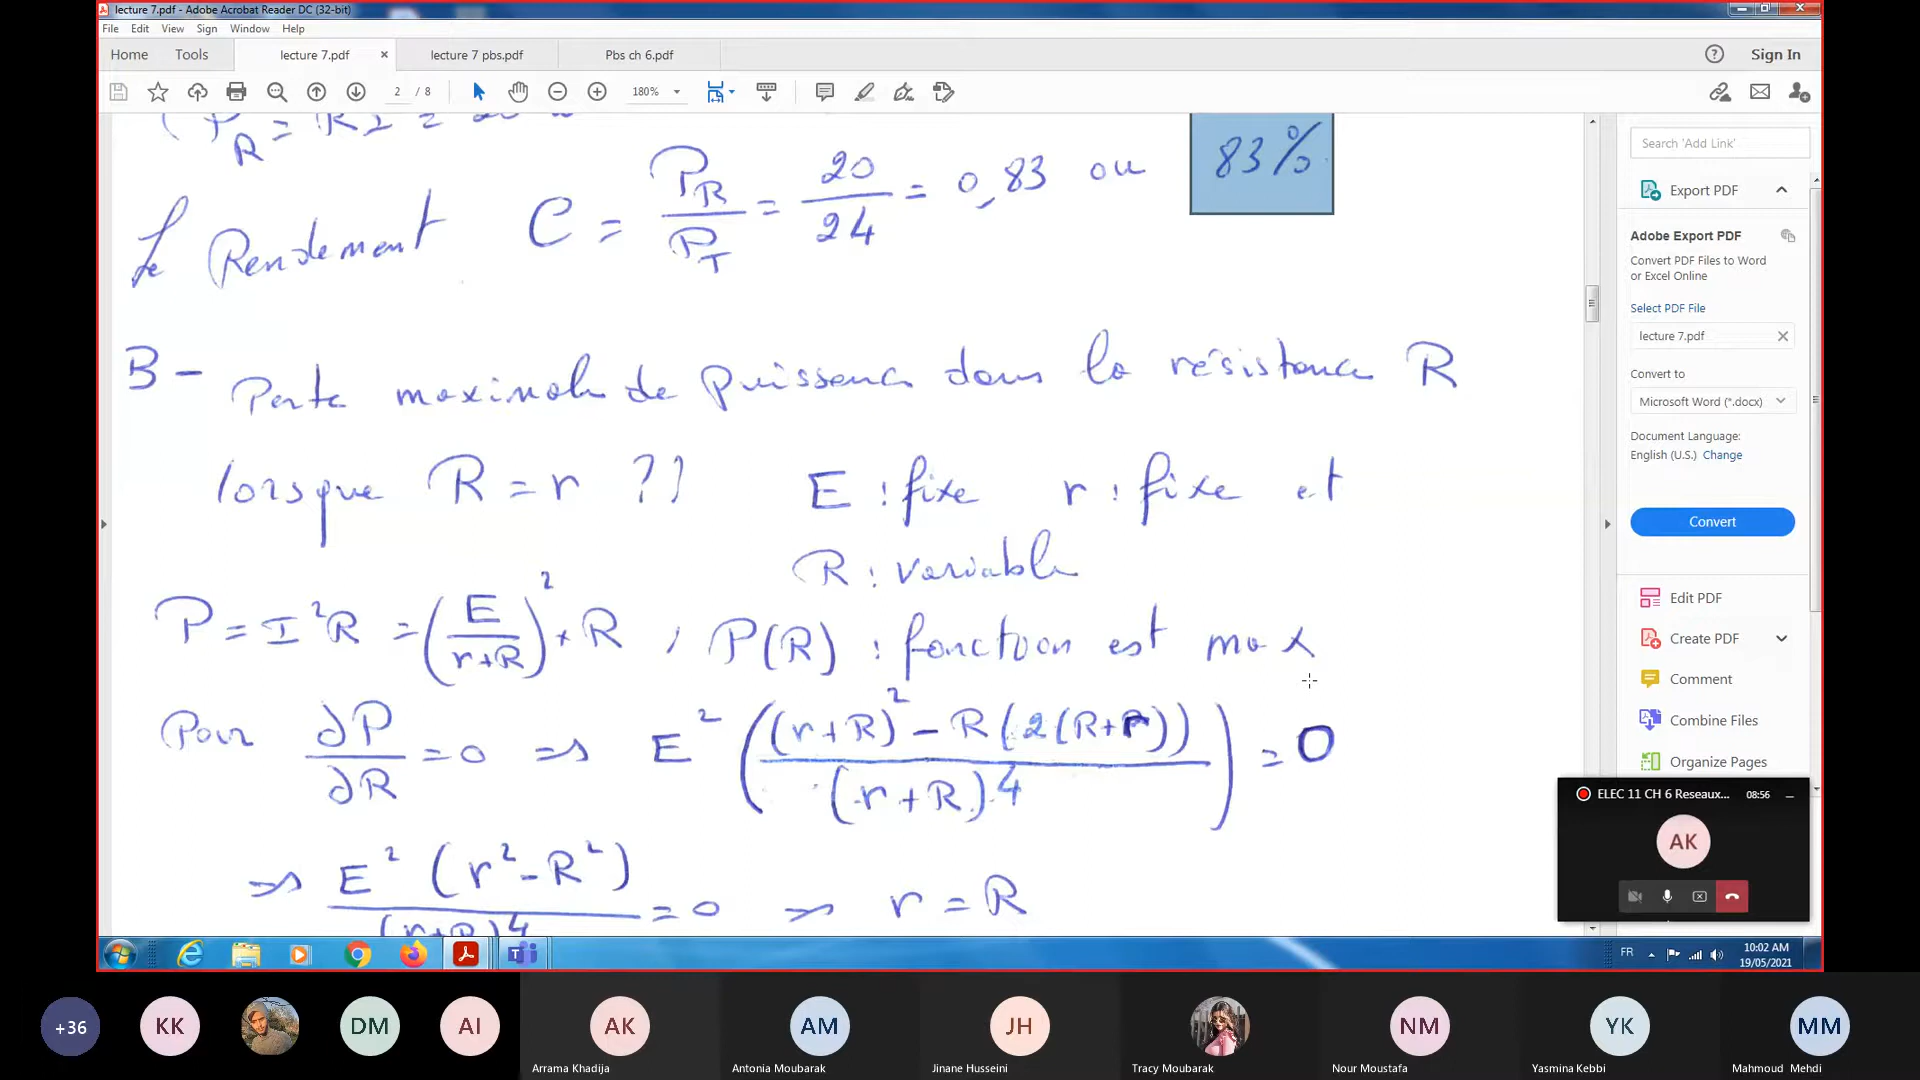 lecture 7.pdf - Adobe Acrobat Reader DC (32-bit)
File Edit View Sign Window Help
Home Tools lecture 7.pdf × lecture 7 pbs.pdf Pbs ch 6.pdf Sign In
2 / 8 180%
Le Rendement C = P_R / P_T = 20 / 24 = 0,83 ou 83%
B - Perte maximale de puissance dans la résistance R
lorsque R = r ?? E : fixe r : fixe et
R : variable
P = I²R = (E / (r+R))² * R , P(R) : fonction est max
Pour ∂P/∂R = 0 ⇒ E² (((r+R)² - R(2(R+r))) / (r+R)⁴) = 0
⇒ E² (r² - R²) / (r+R)⁴ = 0 ⇒ r = R
Search 'Add Link'
Export PDF
Adobe Export PDF
Convert PDF Files to Word
or Excel Online
Select PDF File
lecture 7.pdf
Convert to
Microsoft Word (*.docx)
Document Language:
English (U.S.) Change
Convert
Edit PDF
Create PDF
Comment
Combine Files
Organize Pages
ELEC 11 CH 6 Reseaux... 08:56
AK
FR 10:02 AM
19/05/2021
+36 KK DM AI AK AM JH NM YK MM
Arrama Khadija Antonia Moubarak Jinane Husseini Tracy Moubarak Nour Moustafa Yasmina Kebbi Mahmoud Mehdi